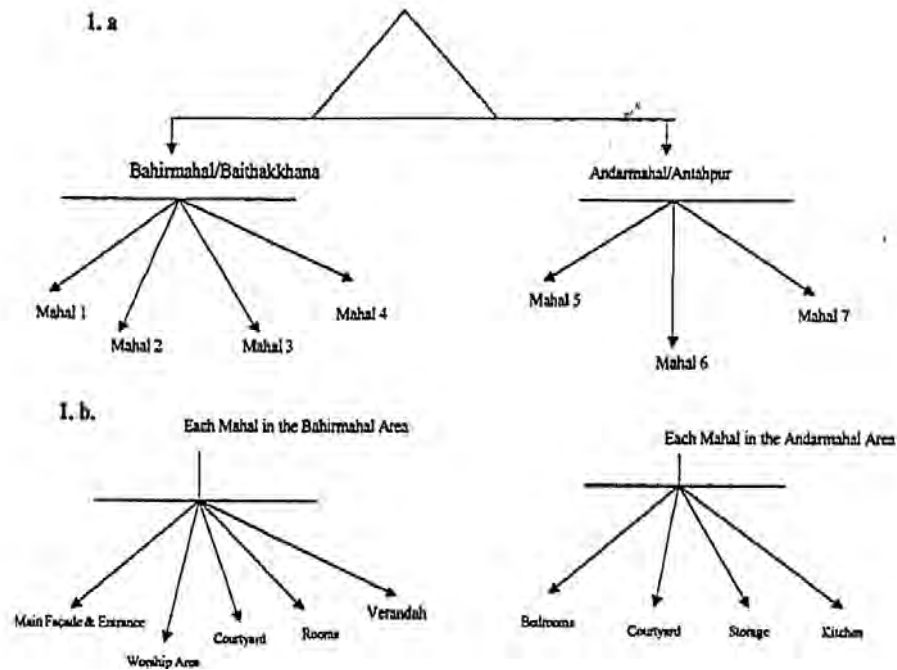 1. a
Bahirmahal/Baithakkhana
Andarmahal/Antahpur
Mahal 1
Mahal 2
Mahal 3
Mahal 4
Mahal 5
Mahal 6
Mahal 7
1. b.
Each Mahal in the Bahirmahal Area
Each Mahal in the Andarmahal Area
Main Façade & Entrance
Worship Area
Courtyard
Rooms
Verandah
Bedrooms
Courtyard
Storage
Kitchen